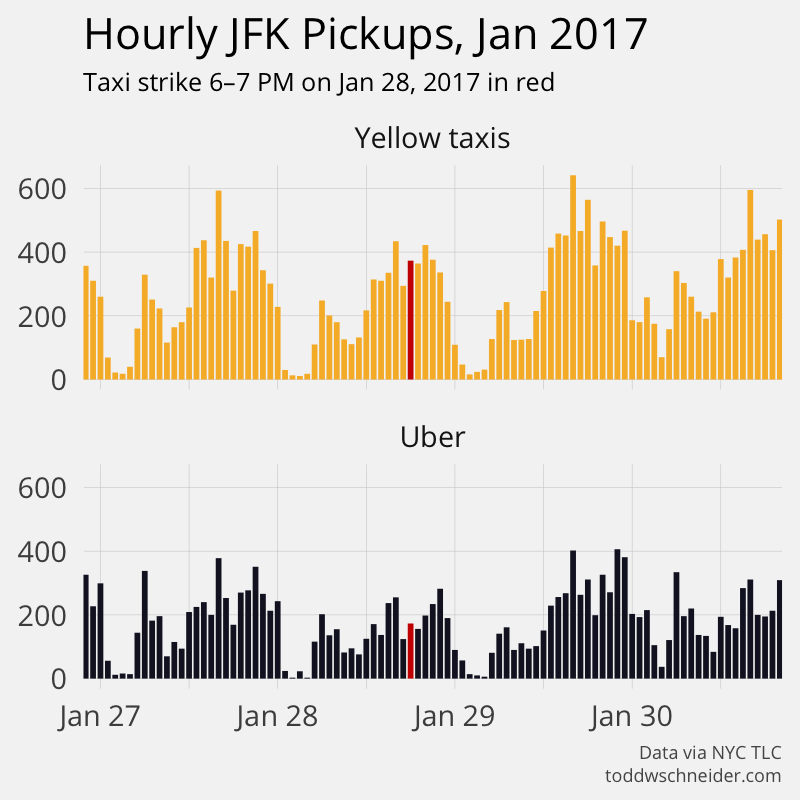 Hourly JFK Pickups, Jan 2017
Taxi strike 6–7 PM on Jan 28, 2017 in red
Yellow taxis
600
400
200
0
Uber
600
400
200
0
Jan 27 Jan 28 Jan 29 Jan 30
Data via NYC TLC
toddwschneider.com